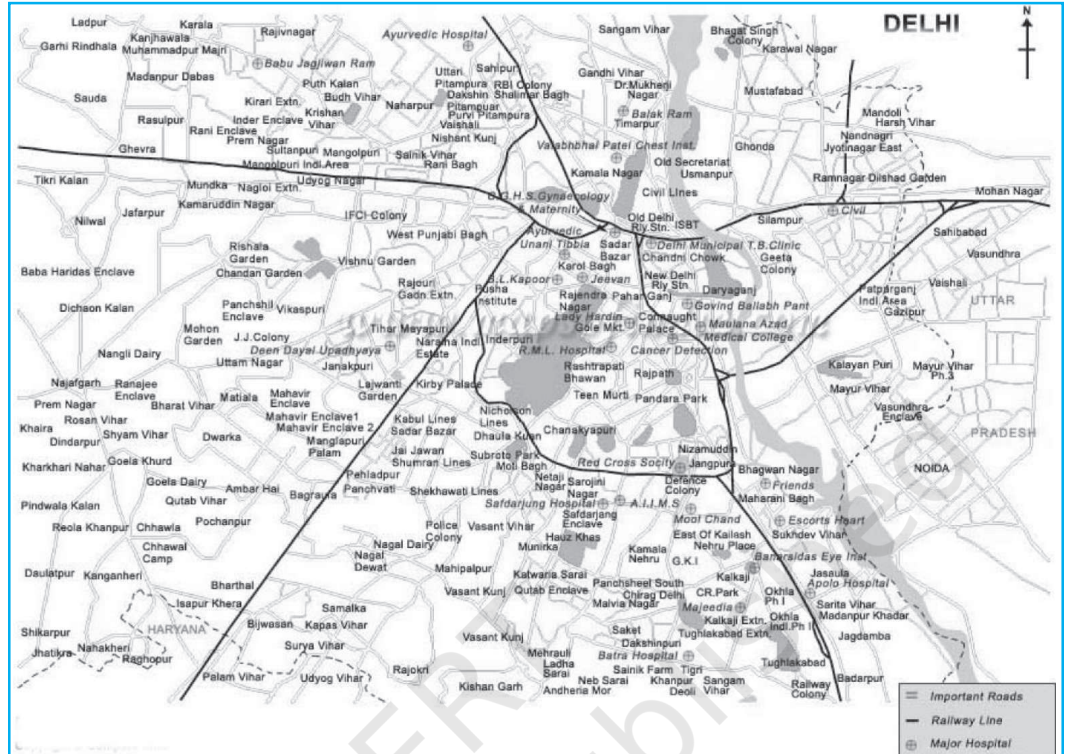 DELHI
N
Ladpur
Karala
Rajivnagar
Ayurvedic Hospital
Sangam Vihar
Bhagat Singh
Colony
Karawal Nagar
Garhi Rindhala
Kanjhawala
Muhammadpur Majri
Babu Jagjiwan Ram
Madanpur Dabas
Puth Kalan
Budh Vihar
Sauda
Kirari Extn.
Krishan
Vihar
Rasulpur
Inder Enclave
Rani Enclave
Prem Nagar
Ghevra
Sultanpuri
Mangolpuri
Mangolpuri Indl.Area
Naharpur
Uttari
Pitampura
Dakshin
Pitampuar
Purvi Pitampura
Vaishali
Nishant Kunj
Sainik Vihar
Rani Bagh
Sahipur
RBI Colony
Shalimar Bagh
Gandhi Vihar
Dr.Mukherji
Nagar
Balak Ram
Timarpur
Valabhbhai Patel Chest Inst.
Mustafabad
Mandoli
Harsh Vihar
Nandnagri
Jyotinagar East
Ghonda
Old Secretariat
Usmanpur
Kamala Nagar
Civil Lines
Ramnagar
Dilshad Garden
Mohan Nagar
Tikri Kalan
Mundka
Nagloi Extn.
Udyog Nagar
Kamaruddin Nagar
Jafarpur
Nilwal
IFCI-Colony
West Punjabi Bagh
C.G.H.S.Gynaecology
& Maternity
Ayurvedic
Unani Tibbia
Old Delhi
Rly.Stn.
ISBT
Silampur
Civil
Sahibabad
Sadar
Bazar
Delhi Municipal T.B.Clinic
Chandni Chowk
Geeta
Colony
Vasundhra
Baba Haridas Enclave
Rishala
Garden
Chandan Garden
Vishnu Garden
Rajouri
Gadn Extn.
Karol Bagh
B.L.Kapoor
Jeevan
Pusha
Institute
New Delhi
Rly Stn
Daryaganj
Vaishali
Patparganj
Indl Area
Gazipur
UTTAR
Dichaon Kalan
Panchshil
Enclave
Vikaspuri
Rajendra
Nagar
Pahar Ganj
Govind Ballabh Pant
Lady Hardin
Gole Mkt.
Connaught
Palace
Maulana Azad
Medical College
Mohon
Garden
J.J.Colony
Tihar
Mayapuri
Naraina Indl
Estate
Inderpuri
R.M.L. Hospital
Cancer Detection
Nangli Dairy
Deen Dayal Upadhyaya
Uttam Nagar
Janakpuri
Rashtrapati
Bhawan
Rajpath
Kalayan Puri
Mayur Vihar
Ph.3
Najafgarh
Ranajee
Enclave
Matiala
Mahavir
Enclave
Lajwanti
Garden
Kirby Palace
Teen Murti
Pandara Park
Mayur Vihar
Vasundhra
Enclave
Prem Nagar
Bharat Vihar
Rosan Vihar
Mahavir Enclave1
Mahavir Enclave 2
Kabul Lines
Sadar Bazar
Nicholson
Lines
PRADESH
Khaira
Dindarpur
Shyam Vihar
Dwarka
Manglapuri
Palam
Jai Jawan
Shumran Lines
Dhaula Kuan
Chanakyapuri
Nizamuddin
NOIDA
Kharkhari Nahar
Goela Khurd
Goela Dairy
Ambar Hai
Pehladpur
Panchvati
Subroto Park
Moti Bagh
Red Cross Socity
Jangpura
Bhagwan Nagar
Pindwala Kalan
Qutab Vihar
Bagraula
Shekhawati Lines
Netaji
Nagar
Sarojini
Nagar
Defence
Colony
Friends
Maharani Bagh
Reola Khanpur
Chhawla
Pochanpur
Police
Colony
Vasant Vihar
Safdarjung Hospital
A.I.I.M.S
Safdarjang
Enclave
Mool Chand
Escorts Heart
Chhawal
Camp
Nagal Dairy
Nagal
Dewat
Munirka
Hauz Khas
East Of Kailash
Nehru Place
Sukhdev Vihar
Kamala
Nehru
G.K.I
Banarsidas Eye Inst
Daulatpur
Kanganheri
Bharthal
Mahipalpur
Katwaria Sarai
Kalkaji
Jasaula
Apolo Hospital
Isapur Khera
Samalka
Vasant Kunj
Qutab Enclave
Panchsheel South
Chirag Delhi
Malvia Nagar
CR.Park
Okhla
Ph I
Sarita Vihar
Madanpur Khadar
Majeedia
Kalkaji Extn.
Okhla
Indl.Ph I
Shikarpur
HARYANA
Bijwasan
Kapas Vihar
Vasant Kunj
Saket
Dakshinpuri
Tughlakabad Extn.
Jagdamba
Jhatikra
Nahakheri
Raghopur
Surya Vihar
Mehrauli
Ladha
Sarai
Batra Hospital
Tughlakabad
Palam Vihar
Udyog Vihar
Rajokri
Sainik Farm
Tigri
Neb Sarai
Khanpur
Sangam
Vihar
Kishan Garh
Andheria Mor
Deoli
Railway
Colony
Badarpur
Important Roads
Railway Line
Major Hospital